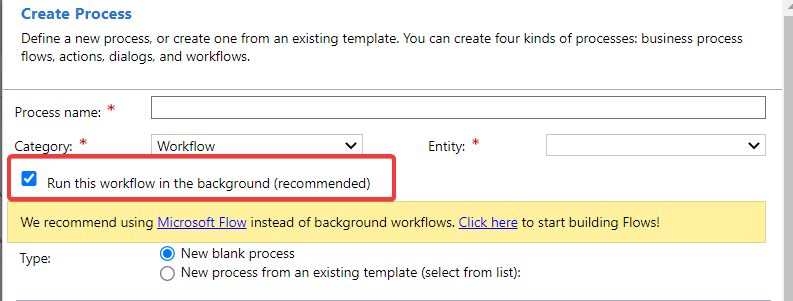 Create Process
Define a new process, or create one from an existing template. You can create four kinds of processes: business process
flows, actions, dialogs, and workflows.
Process name: *
Category: * Workflow Entity: *
Run this workflow in the background (recommended)
We recommend using Microsoft Flow instead of background workflows. Click here to start building Flows!
Type: New blank process
New process from an existing template (select from list):